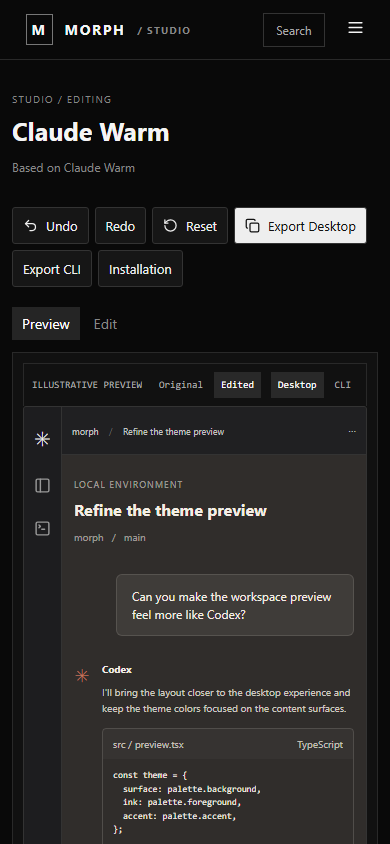 M MORPH / STUDIO Search
STUDIO / EDITING
Claude Warm
Based on Claude Warm
Undo Redo Reset Export Desktop
Export CLI Installation
Preview Edit
ILLUSTRATIVE PREVIEW Original Edited Desktop CLI
morph / Refine the theme preview ...
LOCAL ENVIRONMENT
Refine the theme preview
morph / main
Can you make the workspace preview
feel more like Codex?
Codex
I'll bring the layout closer to the desktop experience and
keep the theme colors focused on the content surfaces.
src / preview.tsx TypeScript
const theme = {
  surface: palette.background,
  ink: palette.foreground,
  accent: palette.accent,
};